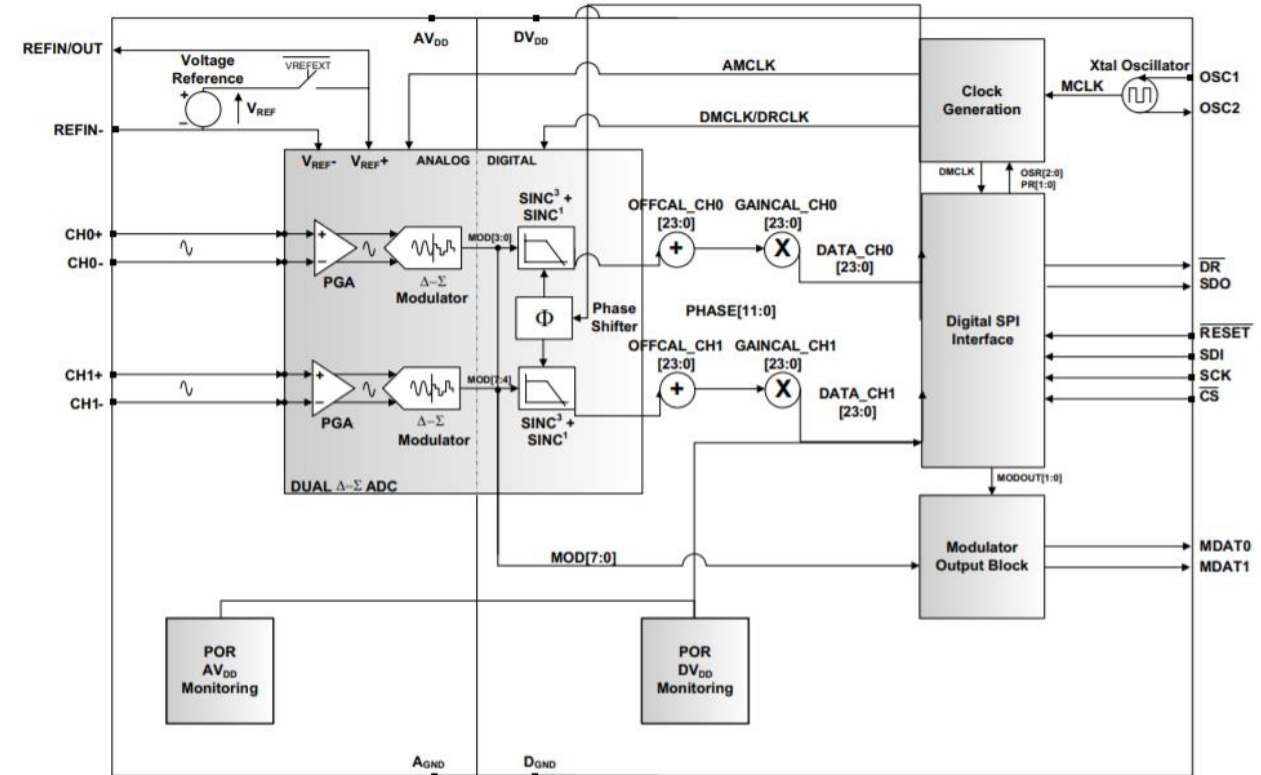 AVDD
DVDD
REFIN/OUT
Voltage
Reference
VREFEXT
+
−
VREF
REFIN-
AMCLK
DMCLK/DRCLK
Clock
Generation
Xtal Oscillator
MCLK
OSC1
OSC2
VREF-
VREF+
ANALOG
DIGITAL
DMCLK
OSR[2:0]
PR[1:0]
SINC3 +
SINC1
OFFCAL_CH0
[23:0]
GAINCAL_CH0
[23:0]
CH0+
CH0-
+
−
PGA
Δ–Σ
Modulator
MOD[3:0]
+
X
DATA_CH0
[23:0]
Φ
Phase
Shifter
PHASE[11:0]
Digital SPI
Interface
DR
SDO
RESET
SDI
SCK
CS
OFFCAL_CH1
[23:0]
GAINCAL_CH1
[23:0]
CH1+
CH1-
+
−
PGA
Δ–Σ
Modulator
MOD[7:4]
SINC3 +
SINC1
+
X
DATA_CH1
[23:0]
DUAL Δ–Σ ADC
MODOUT[1:0]
MOD[7:0]
Modulator
Output Block
MDAT0
MDAT1
POR
AVDD
Monitoring
POR
DVDD
Monitoring
AGND
DGND